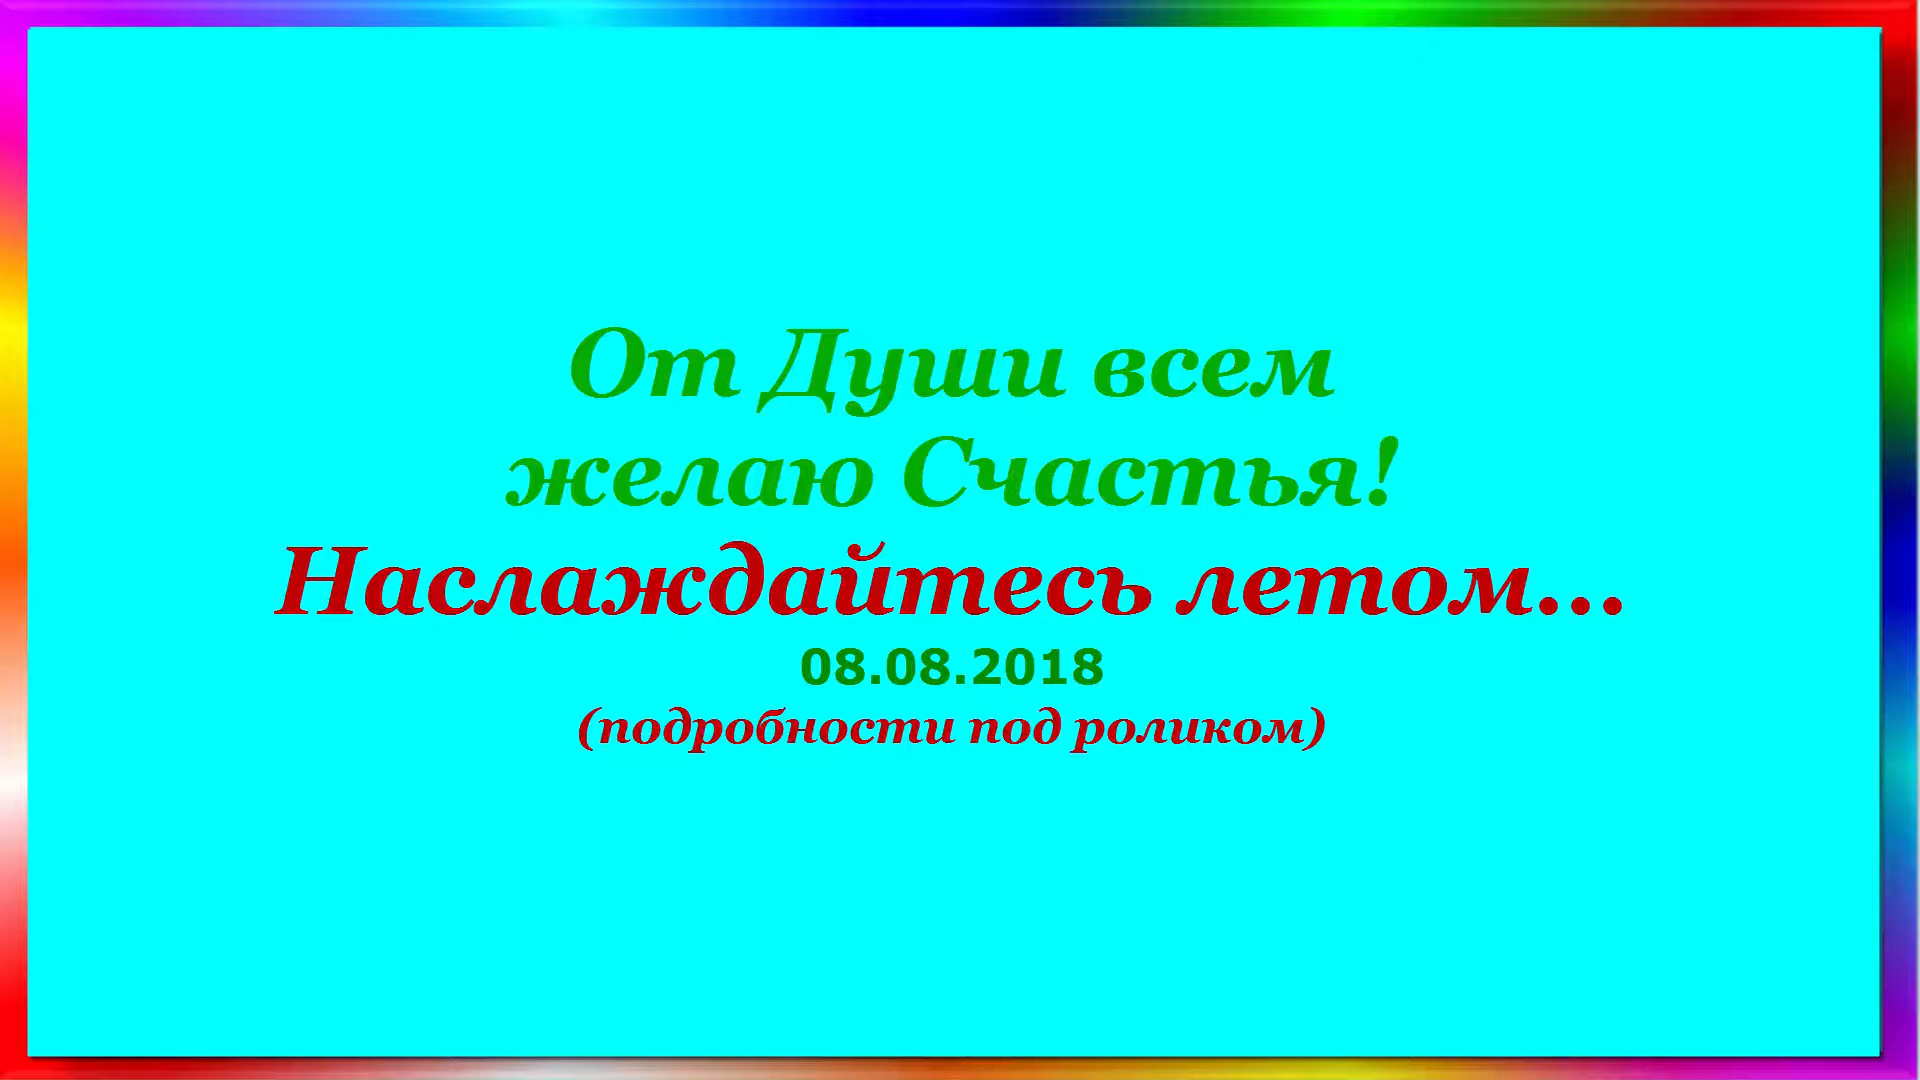 От Души всем
желаю Счастья!
Наслаждайтесь летом...
08.08.2018
(подробности под роликом)